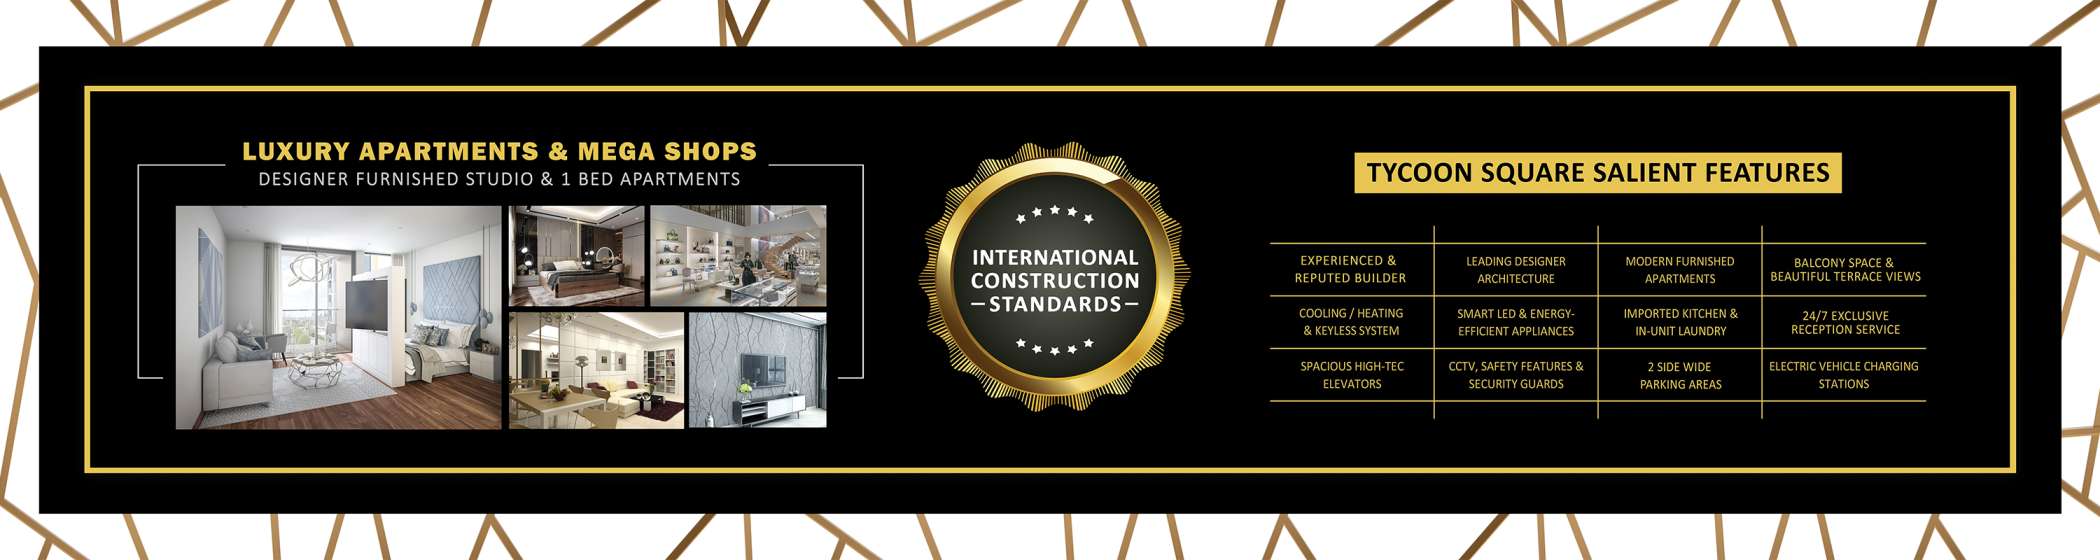 LUXURY APARTMENTS & MEGA SHOPS
DESIGNER FURNISHED STUDIO & 1 BED APARTMENTS
INTERNATIONAL
CONSTRUCTION
–STANDARDS–
TYCOON SQUARE SALIENT FEATURES
EXPERIENCED &
REPUTED BUILDER
LEADING DESIGNER
ARCHITECTURE
MODERN FURNISHED
APARTMENTS
BALCONY SPACE &
BEAUTIFUL TERRACE VIEWS
COOLING / HEATING
& KEYLESS SYSTEM
SMART LED & ENERGY-
EFFICIENT APPLIANCES
IMPORTED KITCHEN &
IN-UNIT LAUNDRY
24/7 EXCLUSIVE
RECEPTION SERVICE
SPACIOUS HIGH-TEC
ELEVATORS
CCTV, SAFETY FEATURES &
SECURITY GUARDS
2 SIDE WIDE
PARKING AREAS
ELECTRIC VEHICLE CHARGING
STATIONS